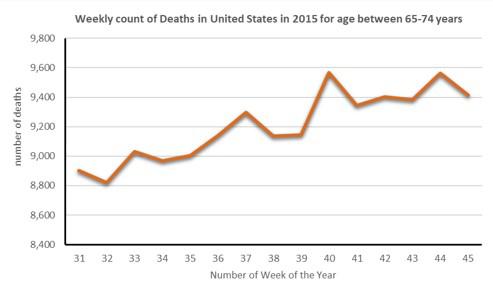 Weekly count of Deaths in United States in 2015 for age between 65-74 years
9,800
9,600
9,400
9,200
9,000
8,800
8,600
8,400
number of deaths
31 32 33 34 35 36 37 38 39 40 41 42 43 44 45
Number of Week of the Year